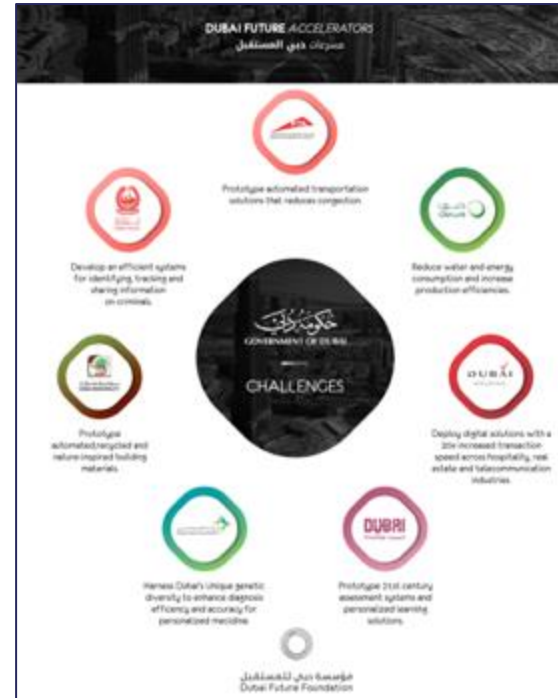 DUBAI FUTURE ACCELERATORS
مسرعات دبي المستقبل
Prototype automated transportation
solutions that reduces congestion.
Develop an efficient systems
for identifying, tracking and
sharing information
on criminals.
Reduce water and energy
consumption and increase
production efficiencies.
حكومة دبي
GOVERNMENT OF DUBAI
CHALLENGES
Prototype
automated,recycled and
nature-inspired building
materials.
DUBAI
Deploy digital solutions with a
increased transaction
speed across hospitality, real
estate and telecommunication
industries.
Harness Dubai's Unique genetic
diversity to enhance diagnosis
efficency and accuracy for
personalized
DUBAI
Prototype 21st century
assessment systems and
personalized learning
solutions.
مؤسسة دبي للمستقبل
Dubai Future Foundation